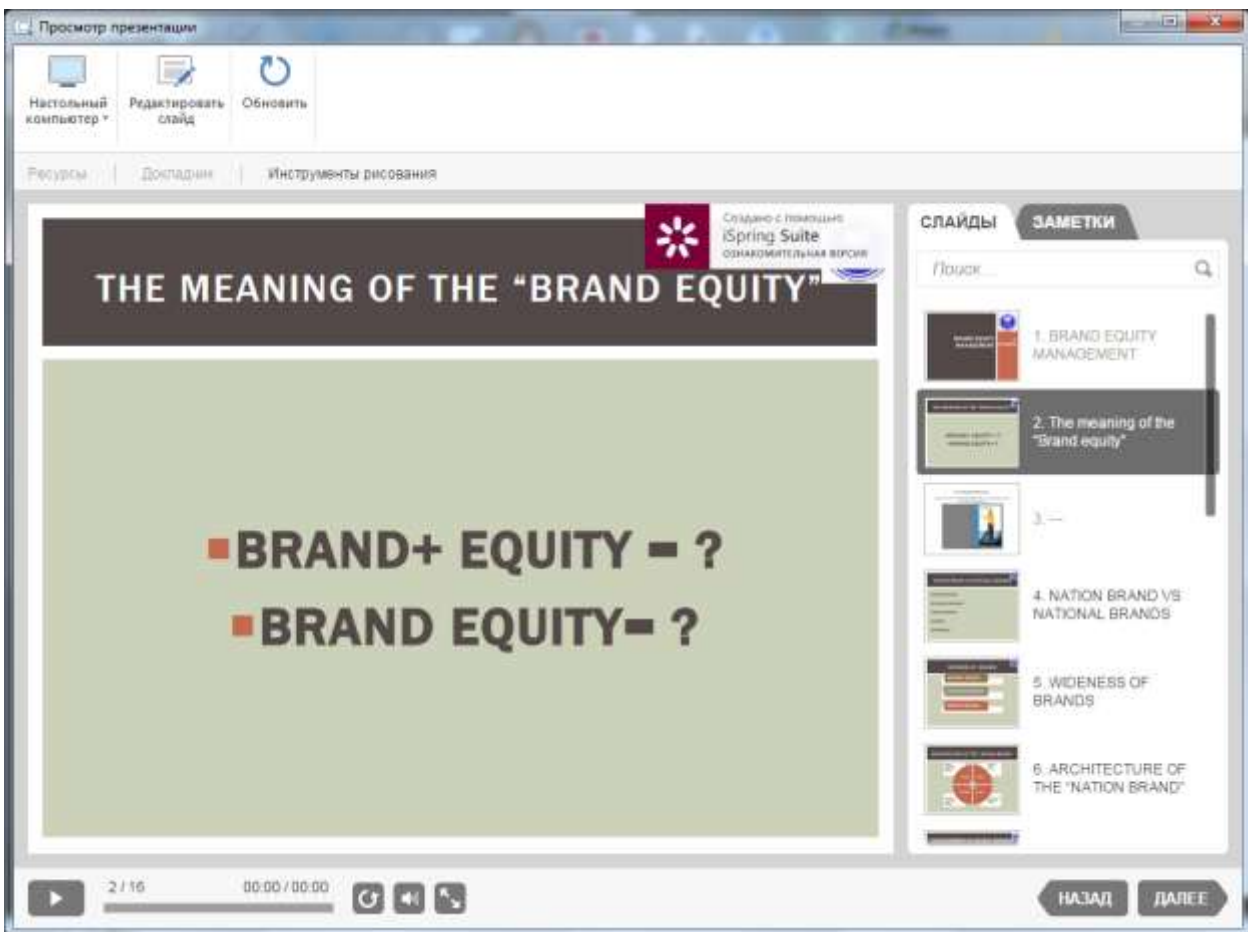 Просмотр презентации
Настольный
компьютер
Редактировать
слайд
Обновить
Ресурсы
Докладчик
Инструменты рисования
Создано с помощью
iSpring Suite
ОЗНАКОМИТЕЛЬНАЯ ВЕРСИЯ
THE MEANING OF THE “BRAND EQUITY”
BRAND+ EQUITY = ?
BRAND EQUITY= ?
СЛАЙДЫ
ЗАМЕТКИ
Поиск...
1. BRAND EQUITY
MANAGEMENT
2. The meaning of the
"Brand equity"
3. ---
4. NATION BRAND VS
NATIONAL BRANDS
5. WIDENESS OF
BRANDS
6. ARCHITECTURE OF
THE "NATION BRAND"
2 / 16
00:00 / 00:00
НАЗАД
ДАЛЕЕ